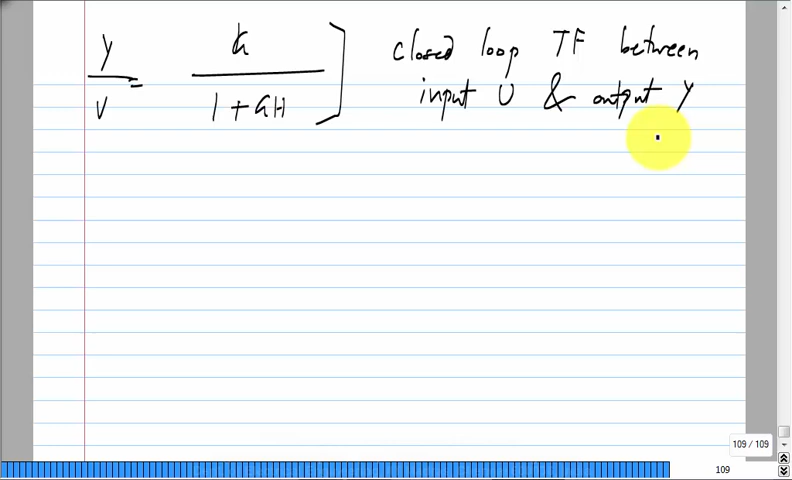 Y/U = G/(1+GH) ] closed loop TF between
input U & output Y
109 / 109
109